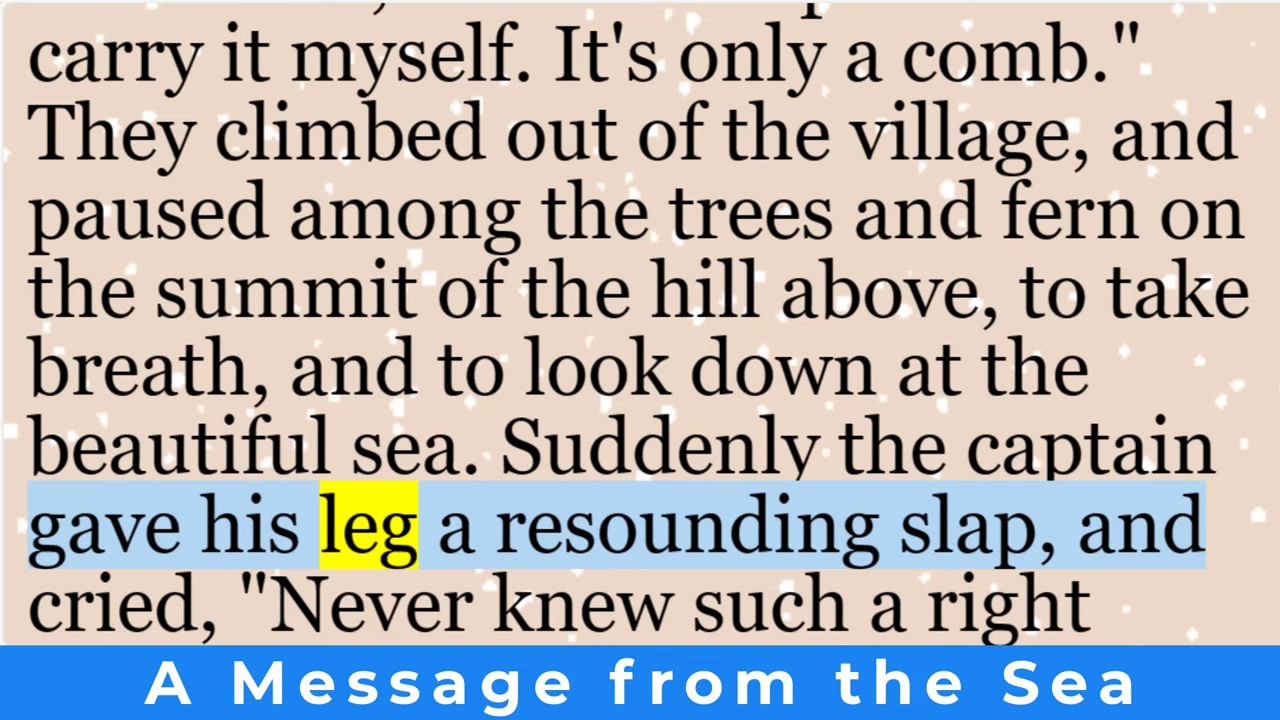 carry it myself. It's only a comb."
They climbed out of the village, and
paused among the trees and fern on
the summit of the hill above, to take
breath, and to look down at the
beautiful sea. Suddenly the captain
gave his leg a resounding slap, and
cried, "Never knew such a right
A Message from the Sea